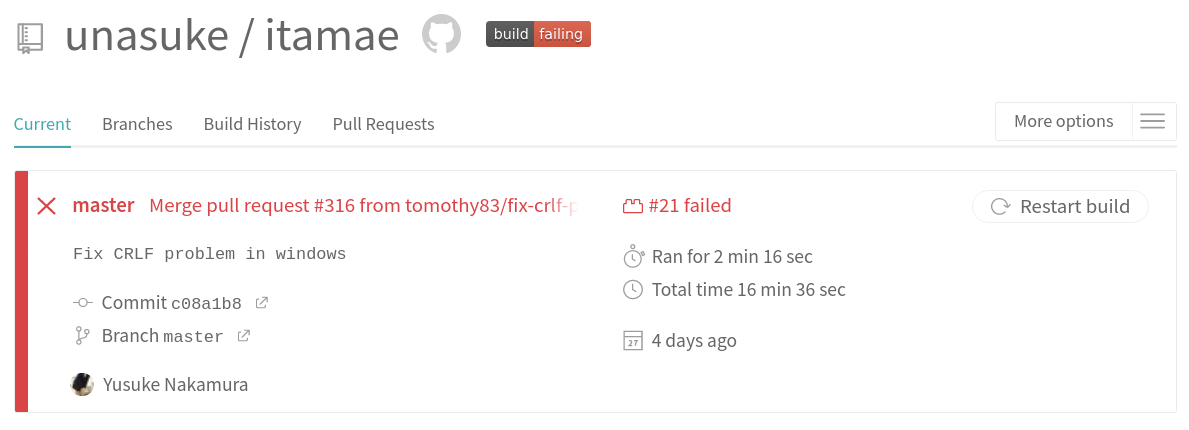 unasuke / itamae build failing
Current Branches Build History Pull Requests More options
master Merge pull request #316 from tomothy83/fix-crlf-p
#21 failed
Restart build
Fix CRLF problem in windows
Ran for 2 min 16 sec
Commit c08a1b8
Total time 16 min 36 sec
Branch master
27
4 days ago
Yusuke Nakamura